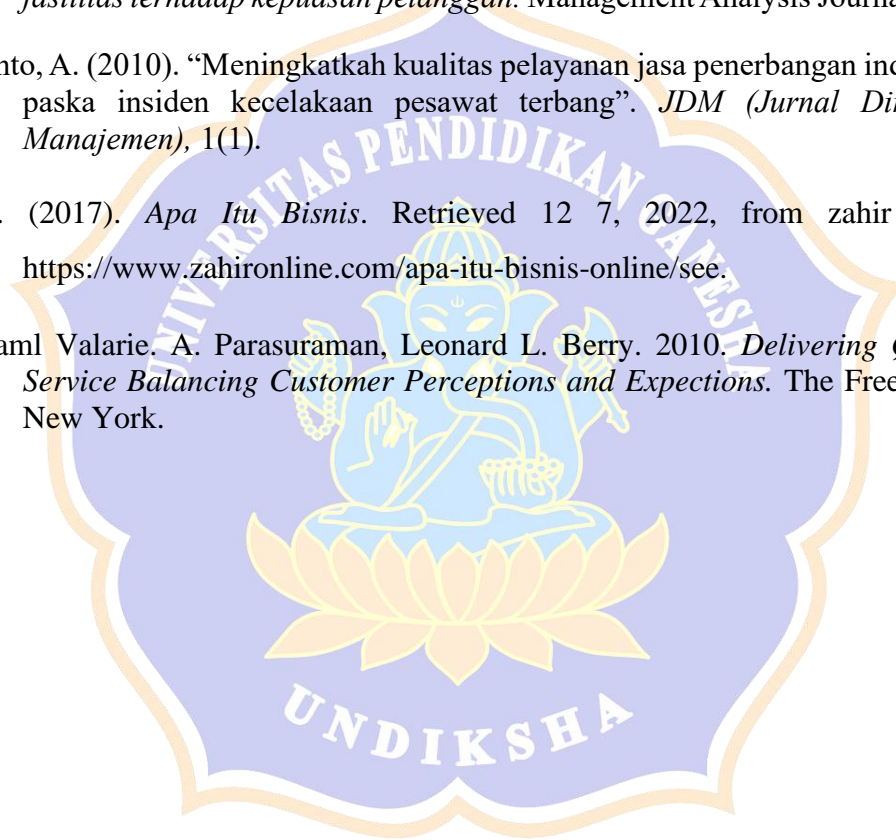 fasilitas terhadap kepuasan pelanggan. Management Analysis Journa
nto, A. (2010). “Meningkatkah kualitas pelayanan jasa penerbangan ind
paska insiden kecelakaan pesawat terbang”. JDM (Jurnal Di
Manajemen), 1(1).
. (2017). Apa Itu Bisnis. Retrieved 12 7, 2022, from zahir
https://www.zahironline.com/apa-itu-bisnis-online/see.
aml Valarie. A. Parasuraman, Leonard L. Berry. 2010. Delivering
Service Balancing Customer Perceptions and Expections. The Free
New York.
UNIVERSITAS PENDIDIKAN GANESHA
UNDIKSHA